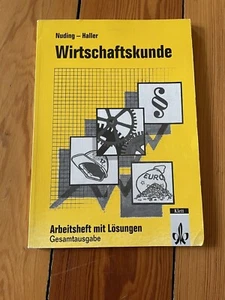 Nuding – Haller
Wirtschaftskunde
§
EURO
Arbeitsheft mit Lösungen
Gesamtausgabe
Klett